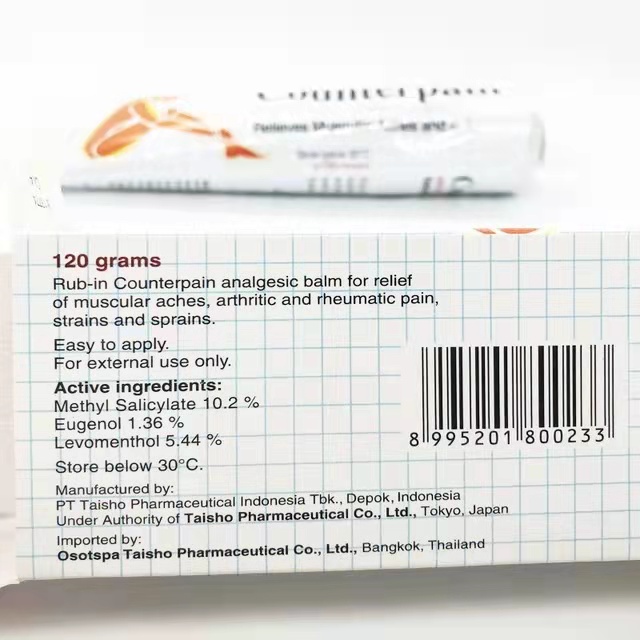 Counterpain
Relieves
120 grams
Rub-in Counterpain analgesic balm for relief
of muscular aches, arthritic and rheumatic pain,
strains and sprains.
Easy to apply.
For external use only.
Active ingredients:
Methyl Salicylate 10.2 %
Eugenol 1.36 %
Levomenthol 5.44 %
Store below 30°C.
Manufactured by:
PT Taisho Pharmaceutical Indonesia Tbk., Depok, Indonesia
Under Authority of Taisho Pharmaceutical Co., Ltd., Tokyo, Japan
Imported by:
Osotspa Taisho Pharmaceutical Co., Ltd., Bangkok, Thailand
8 995201 800233